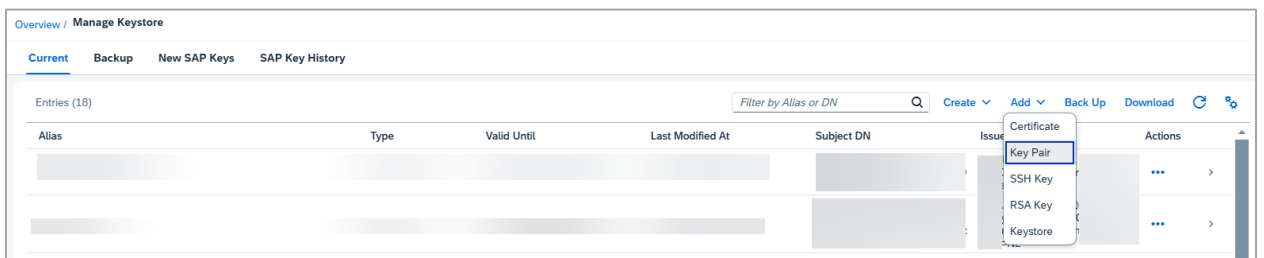 Overview / Manage Keystore
Current Backup New SAP Keys SAP Key History
Entries (18) Filter by Alias or DN Create Add Back Up Download
Alias Type Valid Until Last Modified At Subject DN Actions
Certificate
Key Pair
SSH Key
RSA Key
Keystore